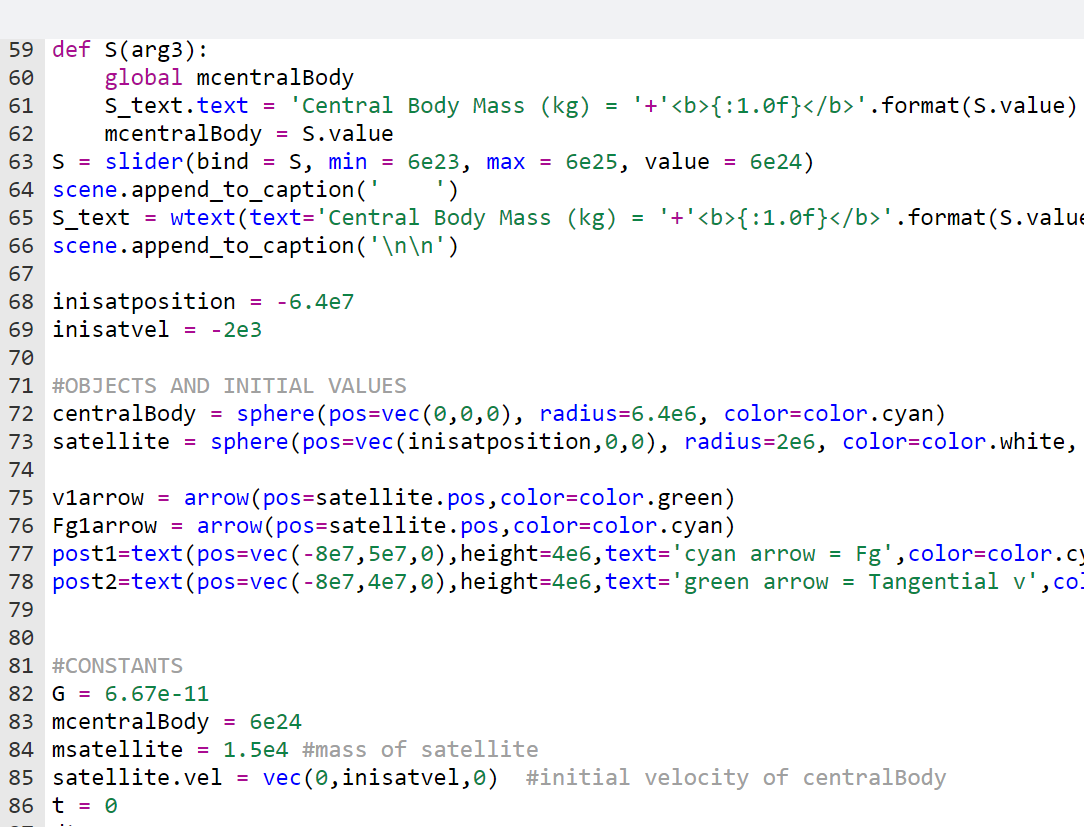 59 def S(arg3):
60     global mcentralBody
61     S_text.text = 'Central Body Mass (kg) = '+'<b>{:1.0f}</b>'.format(S.value)
62     mcentralBody = S.value
63 S = slider(bind = S, min = 6e23, max = 6e25, value = 6e24)
64 scene.append_to_caption('    ')
65 S_text = wtext(text='Central Body Mass (kg) = '+'<b>{:1.0f}</b>'.format(S.value
66 scene.append_to_caption('\n\n')
67
68 inisatposition = -6.4e7
69 inisatvel = -2e3
70
71 #OBJECTS AND INITIAL VALUES
72 centralBody = sphere(pos=vec(0,0,0), radius=6.4e6, color=color.cyan)
73 satellite = sphere(pos=vec(inisatposition,0,0), radius=2e6, color=color.white,
74
75 v1arrow = arrow(pos=satellite.pos,color=color.green)
76 Fg1arrow = arrow(pos=satellite.pos,color=color.cyan)
77 post1=text(pos=vec(-8e7,5e7,0),height=4e6,text='cyan arrow = Fg',color=color.cy
78 post2=text(pos=vec(-8e7,4e7,0),height=4e6,text='green arrow = Tangential v',col
79
80
81 #CONSTANTS
82 G = 6.67e-11
83 mcentralBody = 6e24
84 msatellite = 1.5e4 #mass of satellite
85 satellite.vel = vec(0,inisatvel,0)  #initial velocity of centralBody
86 t = 0